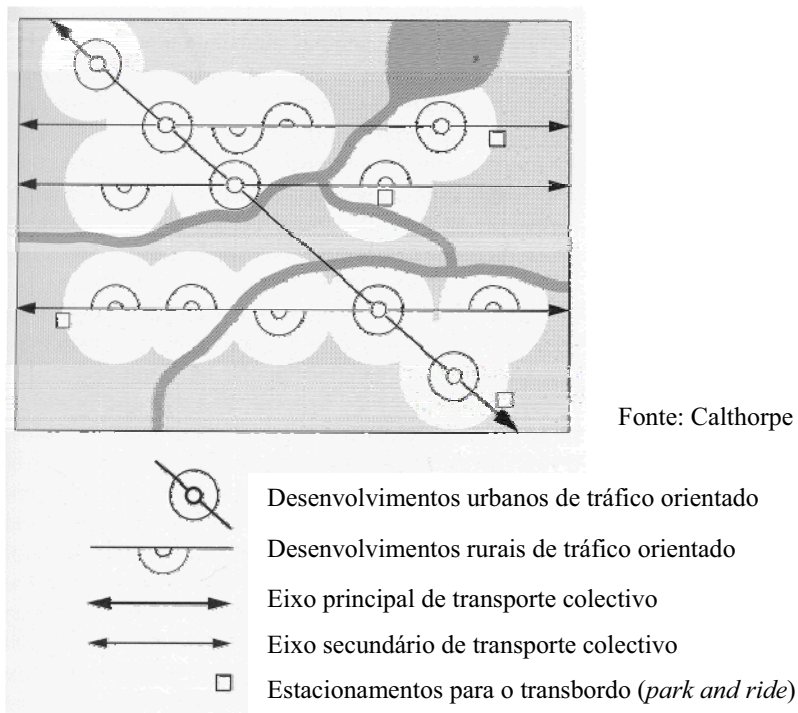 Fonte: Calthorpe
Desenvolvimentos urbanos de tráfico orientado
Desenvolvimentos rurais de tráfico orientado
Eixo principal de transporte colectivo
Eixo secundário de transporte colectivo
Estacionamentos para o transbordo (park and ride)